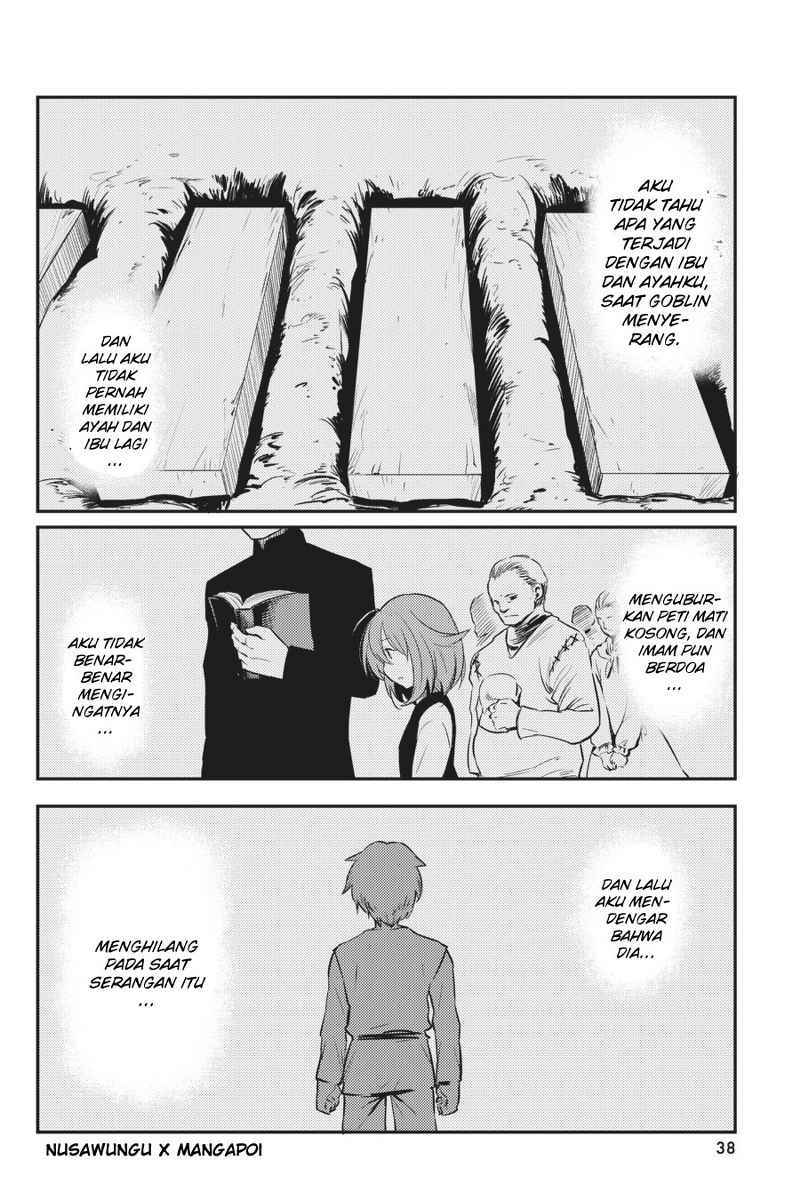 AKU
TIDAK TAHU
APA YANG
TERJADI
DENGAN IBU
DAN AYAHKU,
SAAT GOBLIN
MENYE-
RANG.
DAN
LALU AKU
TIDAK
PERNAH
MEMILIKI
AYAH DAN
IBU LAGI
...
MENGUBUR-
KAN PETI MATI
KOSONG, DAN
IMAM PUN
BERDOA
...
AKU TIDAK
BENAR-
BENAR
MENGI-
NGATNYA
...
DAN LALU
AKU MEN-
DENGAR
BAHWA
DIA...
MENGHILANG
PADA SAAT
SERANGAN ITU
...
NUSAWUNGU X MANGAPOI
38